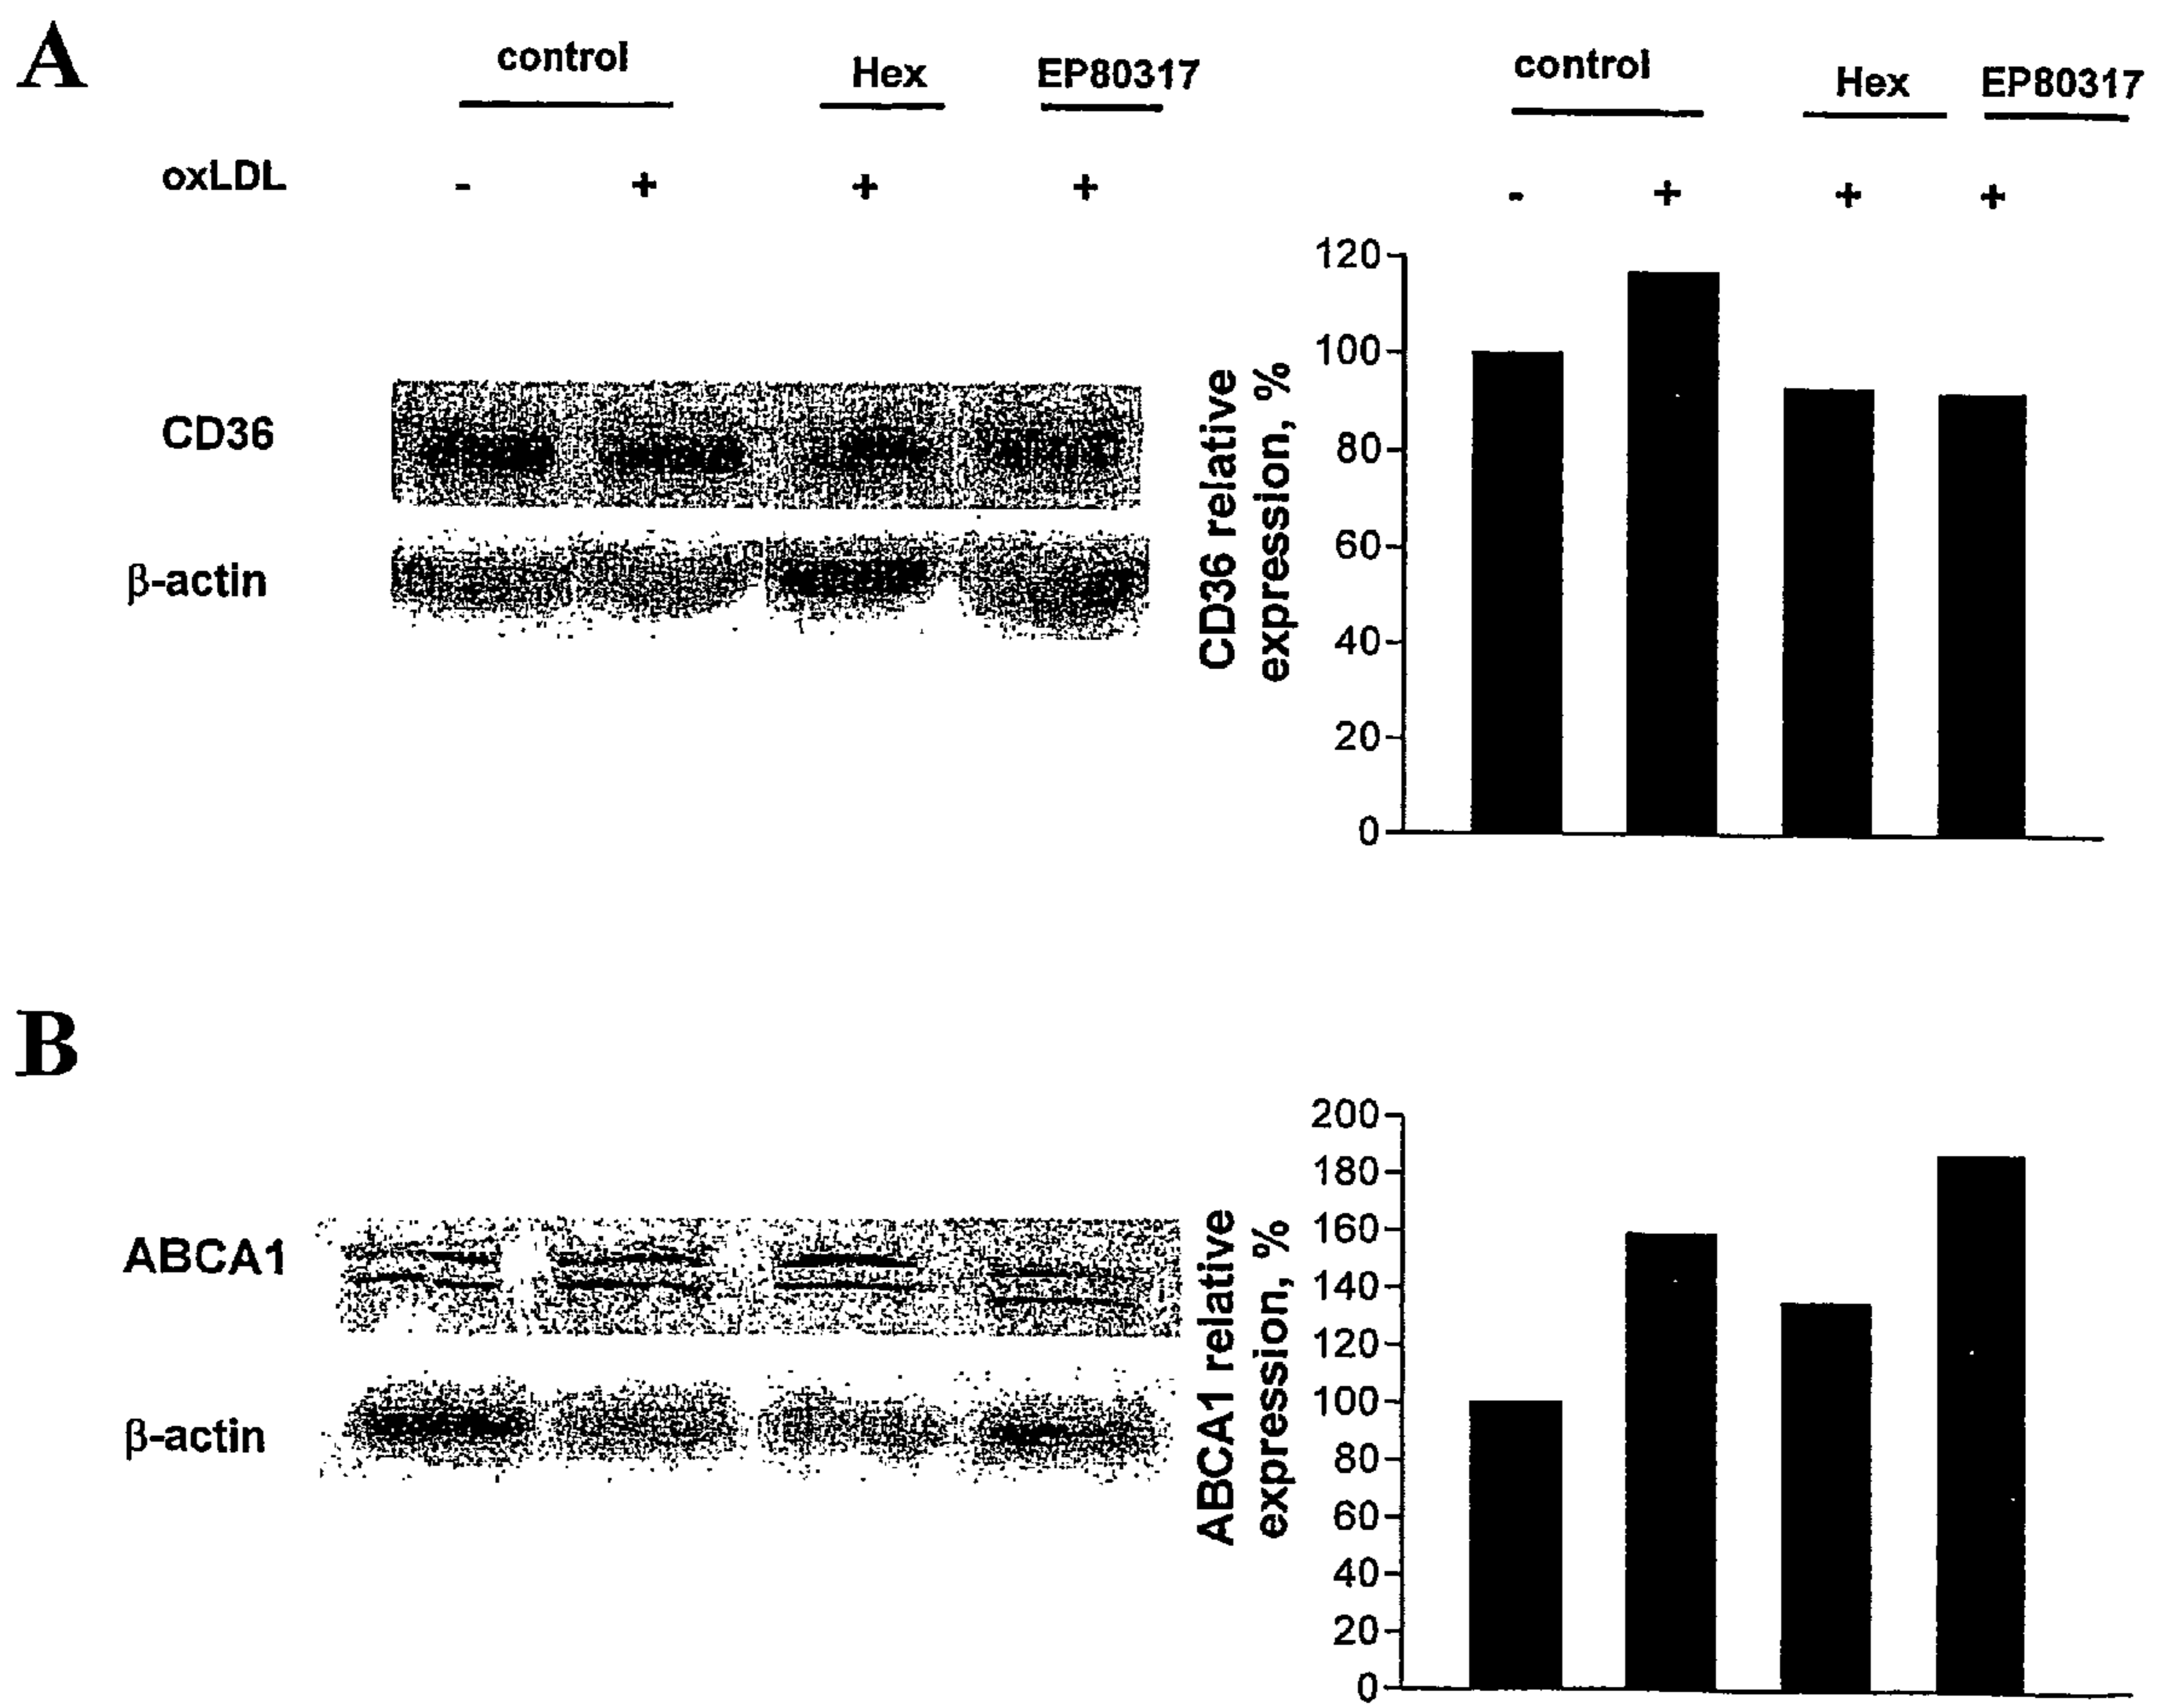 A
control Hex EP80317
oxLDL - + + +
CD36
β-actin
control Hex EP80317
- + + +
CD36 relative
expression, %
120
100
80
60
40
20
0
B
ABCA1
β-actin
ABCA1 relative
expression, %
200
180
160
140
120
100
80
60
40
20
0